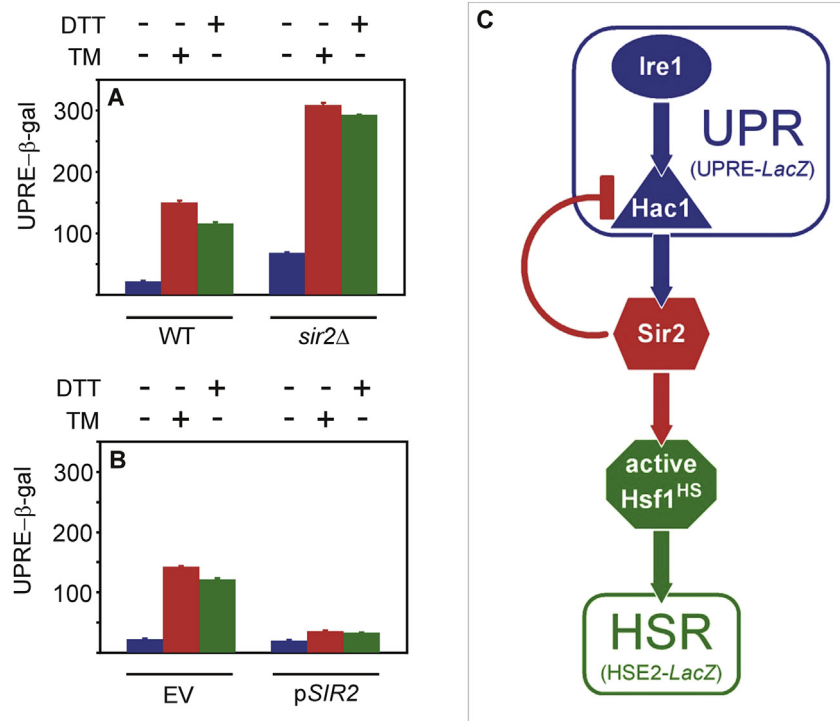 DTT - - + - - +
TM - + - - + -
A
UPRE-β-gal
300
200
100
WT sir2Δ
DTT - - + - - +
TM - + - - + -
B
UPRE-β-gal
300
200
100
EV pSIR2
C
Ire1
UPR
(UPRE-LacZ)
Hac1
Sir2
active
Hsf1HS
HSR
(HSE2-LacZ)